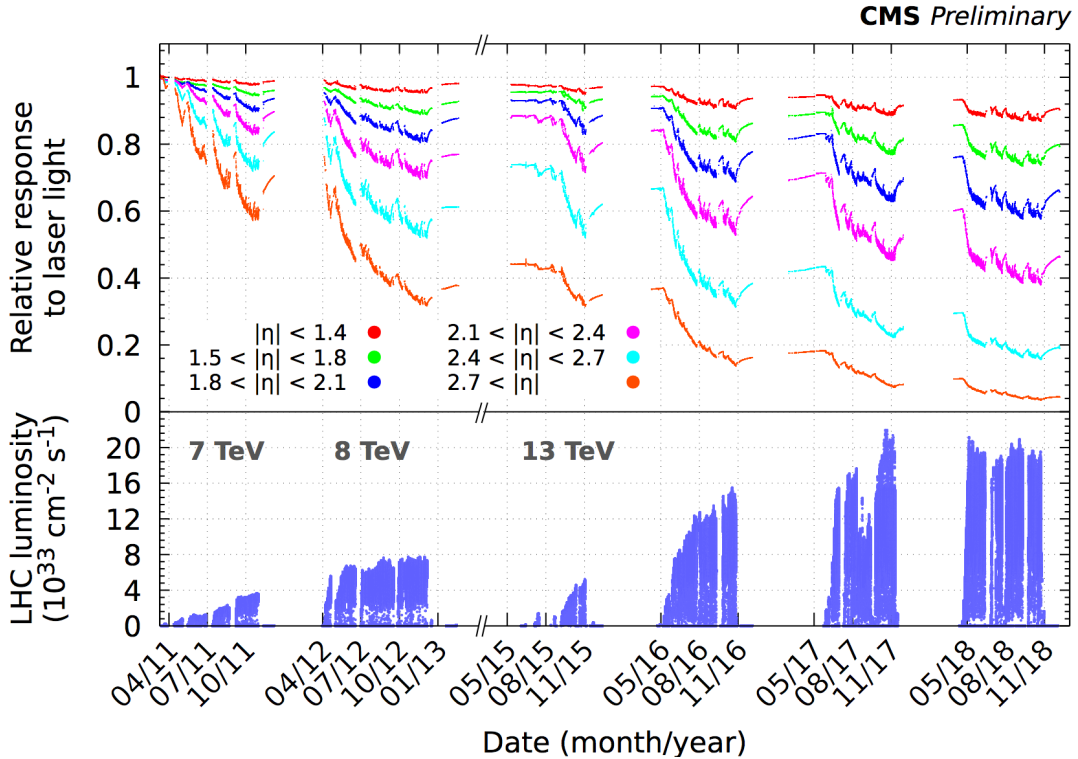 CMS Preliminary
Relative response
to laser light
1
0.8
0.6
0.4
0.2
0
|η| < 1.4
1.5 < |η| < 1.8
1.8 < |η| < 2.1
2.1 < |η| < 2.4
2.4 < |η| < 2.7
2.7 < |η|
LHC luminosity
(10³³ cm⁻² s⁻¹)
20
16
12
8
4
0
7 TeV
8 TeV
13 TeV
04/11
07/11
10/11
04/12
07/12
10/12
01/13
05/15
08/15
11/15
05/16
08/16
11/16
05/17
08/17
11/17
05/18
08/18
11/18
Date (month/year)